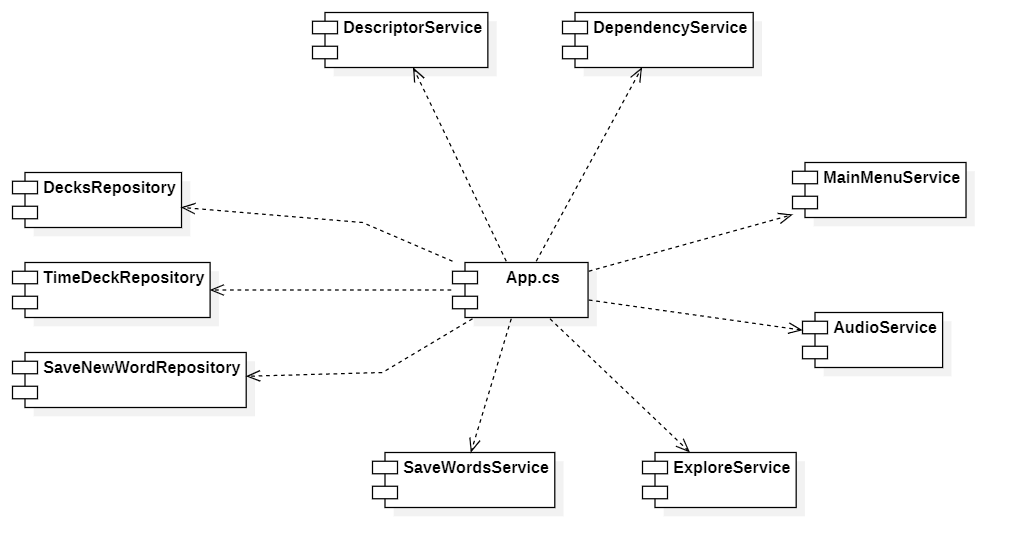 DescriptorService
DependencyService
DecksRepository
MainMenuService
TimeDeckRepository
App.cs
AudioService
SaveNewWordRepository
SaveWordsService
ExploreService